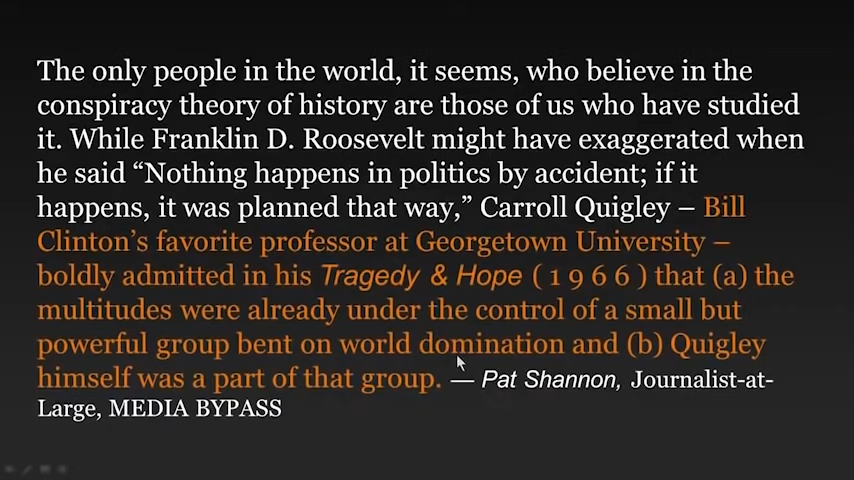 The only people in the world, it seems, who believe in the
conspiracy theory of history are those of us who have studied
it. While Franklin D. Roosevelt might have exaggerated when
he said “Nothing happens in politics by accident; if it
happens, it was planned that way,” Carroll Quigley – Bill
Clinton’s favorite professor at Georgetown University –
boldly admitted in his Tragedy & Hope ( 1 9 6 6 ) that (a) the
multitudes were already under the control of a small but
powerful group bent on world domination and (b) Quigley
himself was a part of that group. — Pat Shannon, Journalist-at-
Large, MEDIA BYPASS